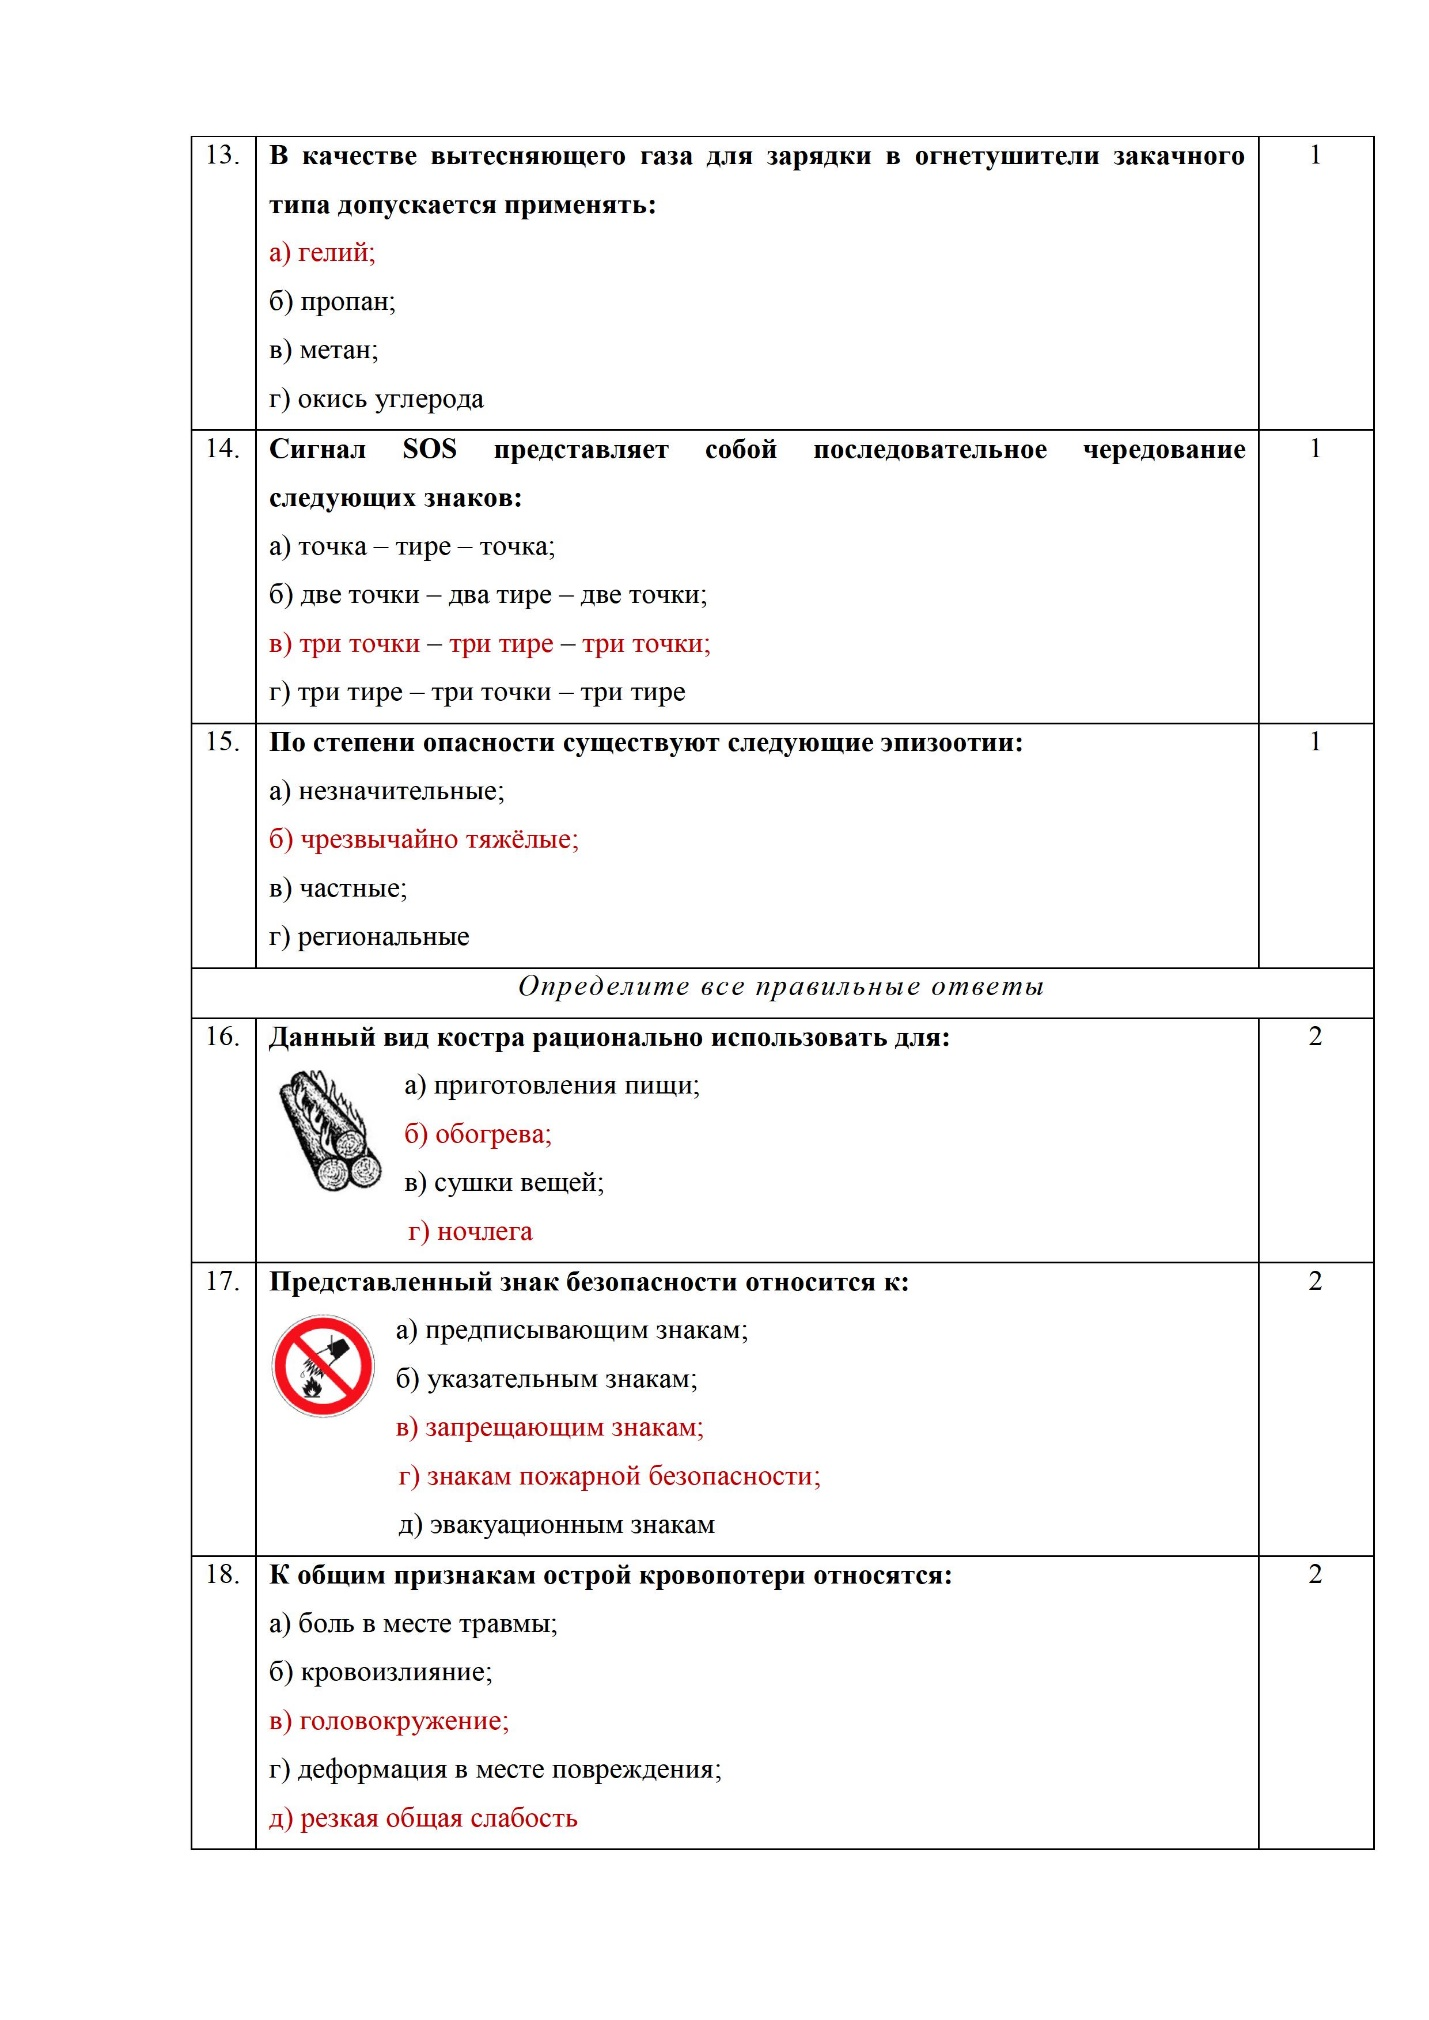 13. В качестве вытесняющего газа для зарядки в огнетушители закачного 1
типа допускается применять:
а) гелий;
б) пропан;
в) метан;
г) окись углерода
14. Сигнал SOS представляет собой последовательное чередование 1
следующих знаков:
а) точка – тире – точка;
б) две точки – два тире – две точки;
в) три точки – три тире – три точки;
г) три тире – три точки – три тире
15. По степени опасности существуют следующие эпизоотии: 1
а) незначительные;
б) чрезвычайно тяжёлые;
в) частные;
г) региональные
Определите все правильные ответы
16. Данный вид костра рационально использовать для: 2
а) приготовления пищи;
б) обогрева;
в) сушки вещей;
г) ночлега
17. Представленный знак безопасности относится к: 2
а) предписывающим знакам;
б) указательным знакам;
в) запрещающим знакам;
г) знакам пожарной безопасности;
д) эвакуационным знакам
18. К общим признакам острой кровопотери относятся: 2
а) боль в месте травмы;
б) кровоизлияние;
в) головокружение;
г) деформация в месте повреждения;
д) резкая общая слабость